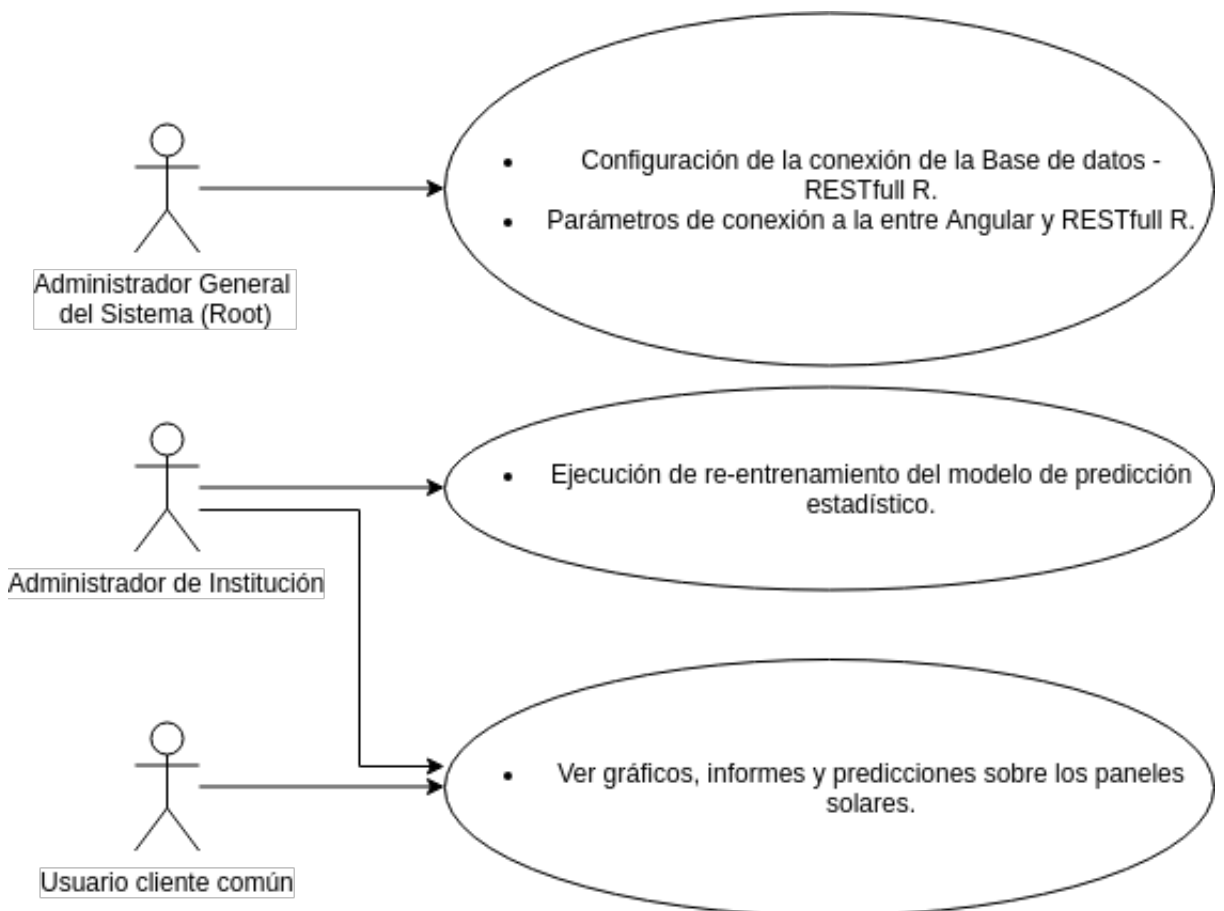 • Configuración de la conexión de la Base de datos -
RESTfull R.
• Parámetros de conexión a la entre Angular y RESTfull R.
Administrador General
del Sistema (Root)
• Ejecución de re-entrenamiento del modelo de predicción
estadístico.
Administrador de Institución
• Ver gráficos, informes y predicciones sobre los paneles
solares.
Usuario cliente común